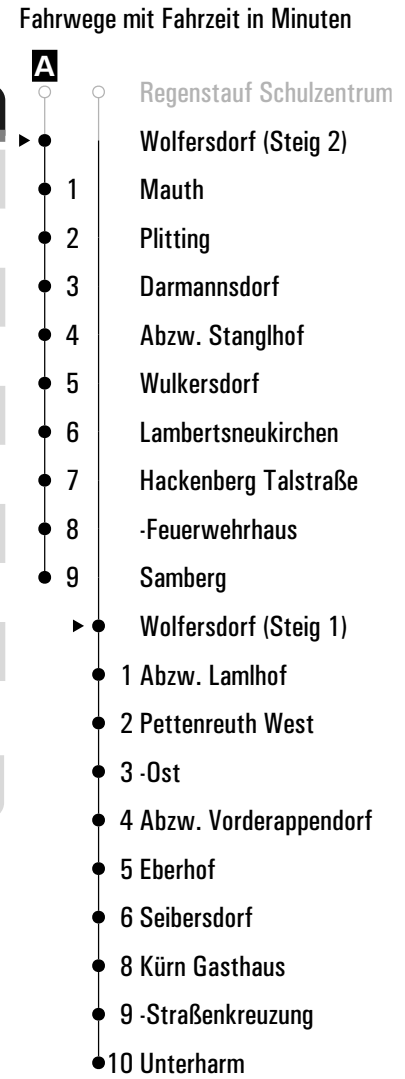 Fahrwege mit Fahrzeit in Minuten
A
Regenstauf Schulzentrum
Wolfersdorf (Steig 2)
1 Mauth
2 Plitting
3 Darmannsdorf
4 Abzw. Stanglhof
5 Wulkersdorf
6 Lambertsneukirchen
7 Hackenberg Talstraße
8 -Feuerwehrhaus
9 Samberg
Wolfersdorf (Steig 1)
1 Abzw. Lamlhof
2 Pettenreuth West
3 -Ost
4 Abzw. Vorderappendorf
5 Eberhof
6 Seibersdorf
8 Kürn Gasthaus
9 -Straßenkreuzung
10 Unterharm